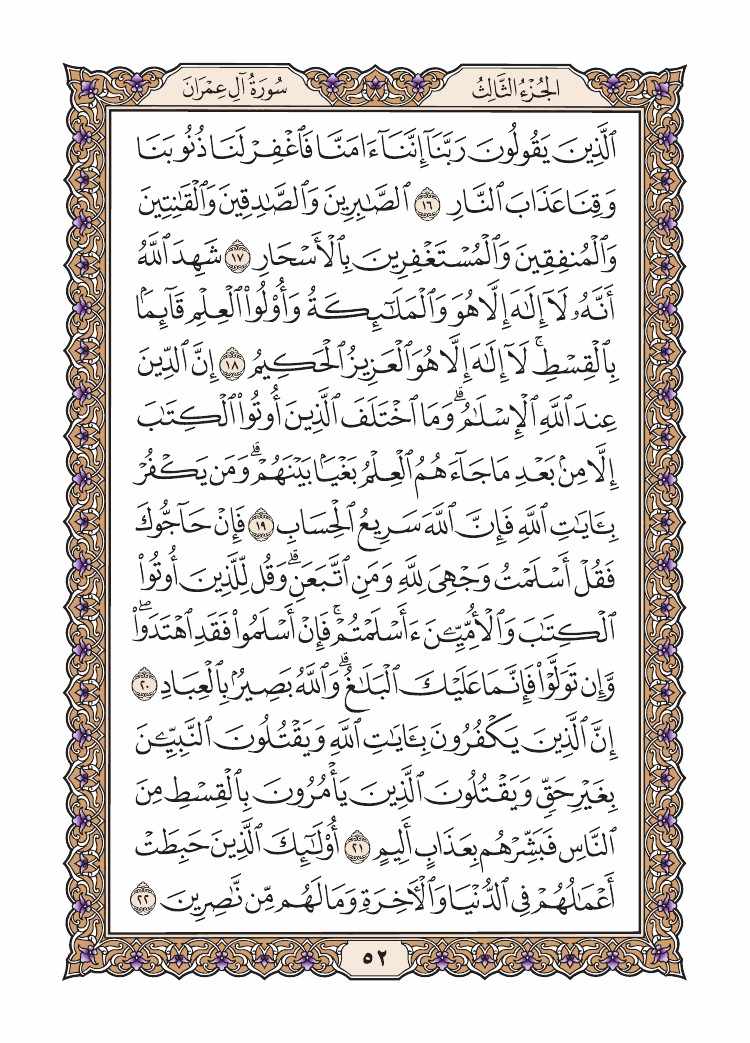 الجُزْءُ الثَّالِثُ
سُورَةُ آلِ عِمْرَانَ
ٱلَّذِينَ يَقُولُونَ رَبَّنَآ إِنَّنَآ ءَامَنَّا فَٱغْفِرْ لَنَا ذُنُوبَنَا
وَقِنَا عَذَابَ ٱلنَّارِ ١٦ ٱلصَّٰبِرِينَ وَٱلصَّٰدِقِينَ وَٱلْقَٰنِتِينَ
وَٱلْمُنفِقِينَ وَٱلْمُسْتَغْفِرِينَ بِٱلْأَسْحَارِ ١٧ شَهِدَ ٱللَّهُ
أَنَّهُۥ لَآ إِلَٰهَ إِلَّا هُوَ وَٱلْمَلَٰٓئِكَةُ وَأُو۟لُوا۟ ٱلْعِلْمِ قَآئِمَۢا
بِٱلْقِسْطِ ۚ لَآ إِلَٰهَ إِلَّا هُوَ ٱلْعَزِيزُ ٱلْحَكِيمُ ١٨ إِنَّ ٱلدِّينَ
عِندَ ٱللَّهِ ٱلْإِسْلَٰمُ ۗ وَمَا ٱخْتَلَفَ ٱلَّذِينَ أُوتُوا۟ ٱلْكِتَٰبَ
إِلَّا مِنۢ بَعْدِ مَا جَآءَهُمُ ٱلْعِلْمُ بَغْيَۢا بَيْنَهُمْ ۗ وَمَن يَكْفُرْ
بِـَٔايَٰتِ ٱللَّهِ فَإِنَّ ٱللَّهَ سَرِيعُ ٱلْحِسَابِ ١٩ فَإِنْ حَآجُّوكَ
فَقُلْ أَسْلَمْتُ وَجْهِىَ لِلَّهِ وَمَنِ ٱتَّبَعَنِ ۗ وَقُل لِّلَّذِينَ أُوتُوا۟
ٱلْكِتَٰبَ وَٱلْأُمِّيِّـۧنَ ءَأَسْلَمْتُمْ ۚ فَإِنْ أَسْلَمُوا۟ فَقَدِ ٱهْتَدَوا۟ ۖ
وَّإِن تَوَلَّوْا۟ فَإِنَّمَا عَلَيْكَ ٱلْبَلَٰغُ ۗ وَٱللَّهُ بَصِيرٌۢ بِٱلْعِبَادِ ٢٠
إِنَّ ٱلَّذِينَ يَكْفُرُونَ بِـَٔايَٰتِ ٱللَّهِ وَيَقْتُلُونَ ٱلنَّبِيِّـۧنَ
بِغَيْرِ حَقٍّ وَيَقْتُلُونَ ٱلَّذِينَ يَأْمُرُونَ بِٱلْقِسْطِ مِنَ
ٱلنَّاسِ فَبَشِّرْهُم بِعَذَابٍ أَلِيمٍ ٢١ أُو۟لَٰٓئِكَ ٱلَّذِينَ حَبِطَتْ
أَعْمَٰلُهُمْ فِى ٱلدُّنْيَا وَٱلْأَخِرَةِ وَمَا لَهُم مِّن نَّٰصِرِينَ ٢٢
٥٢